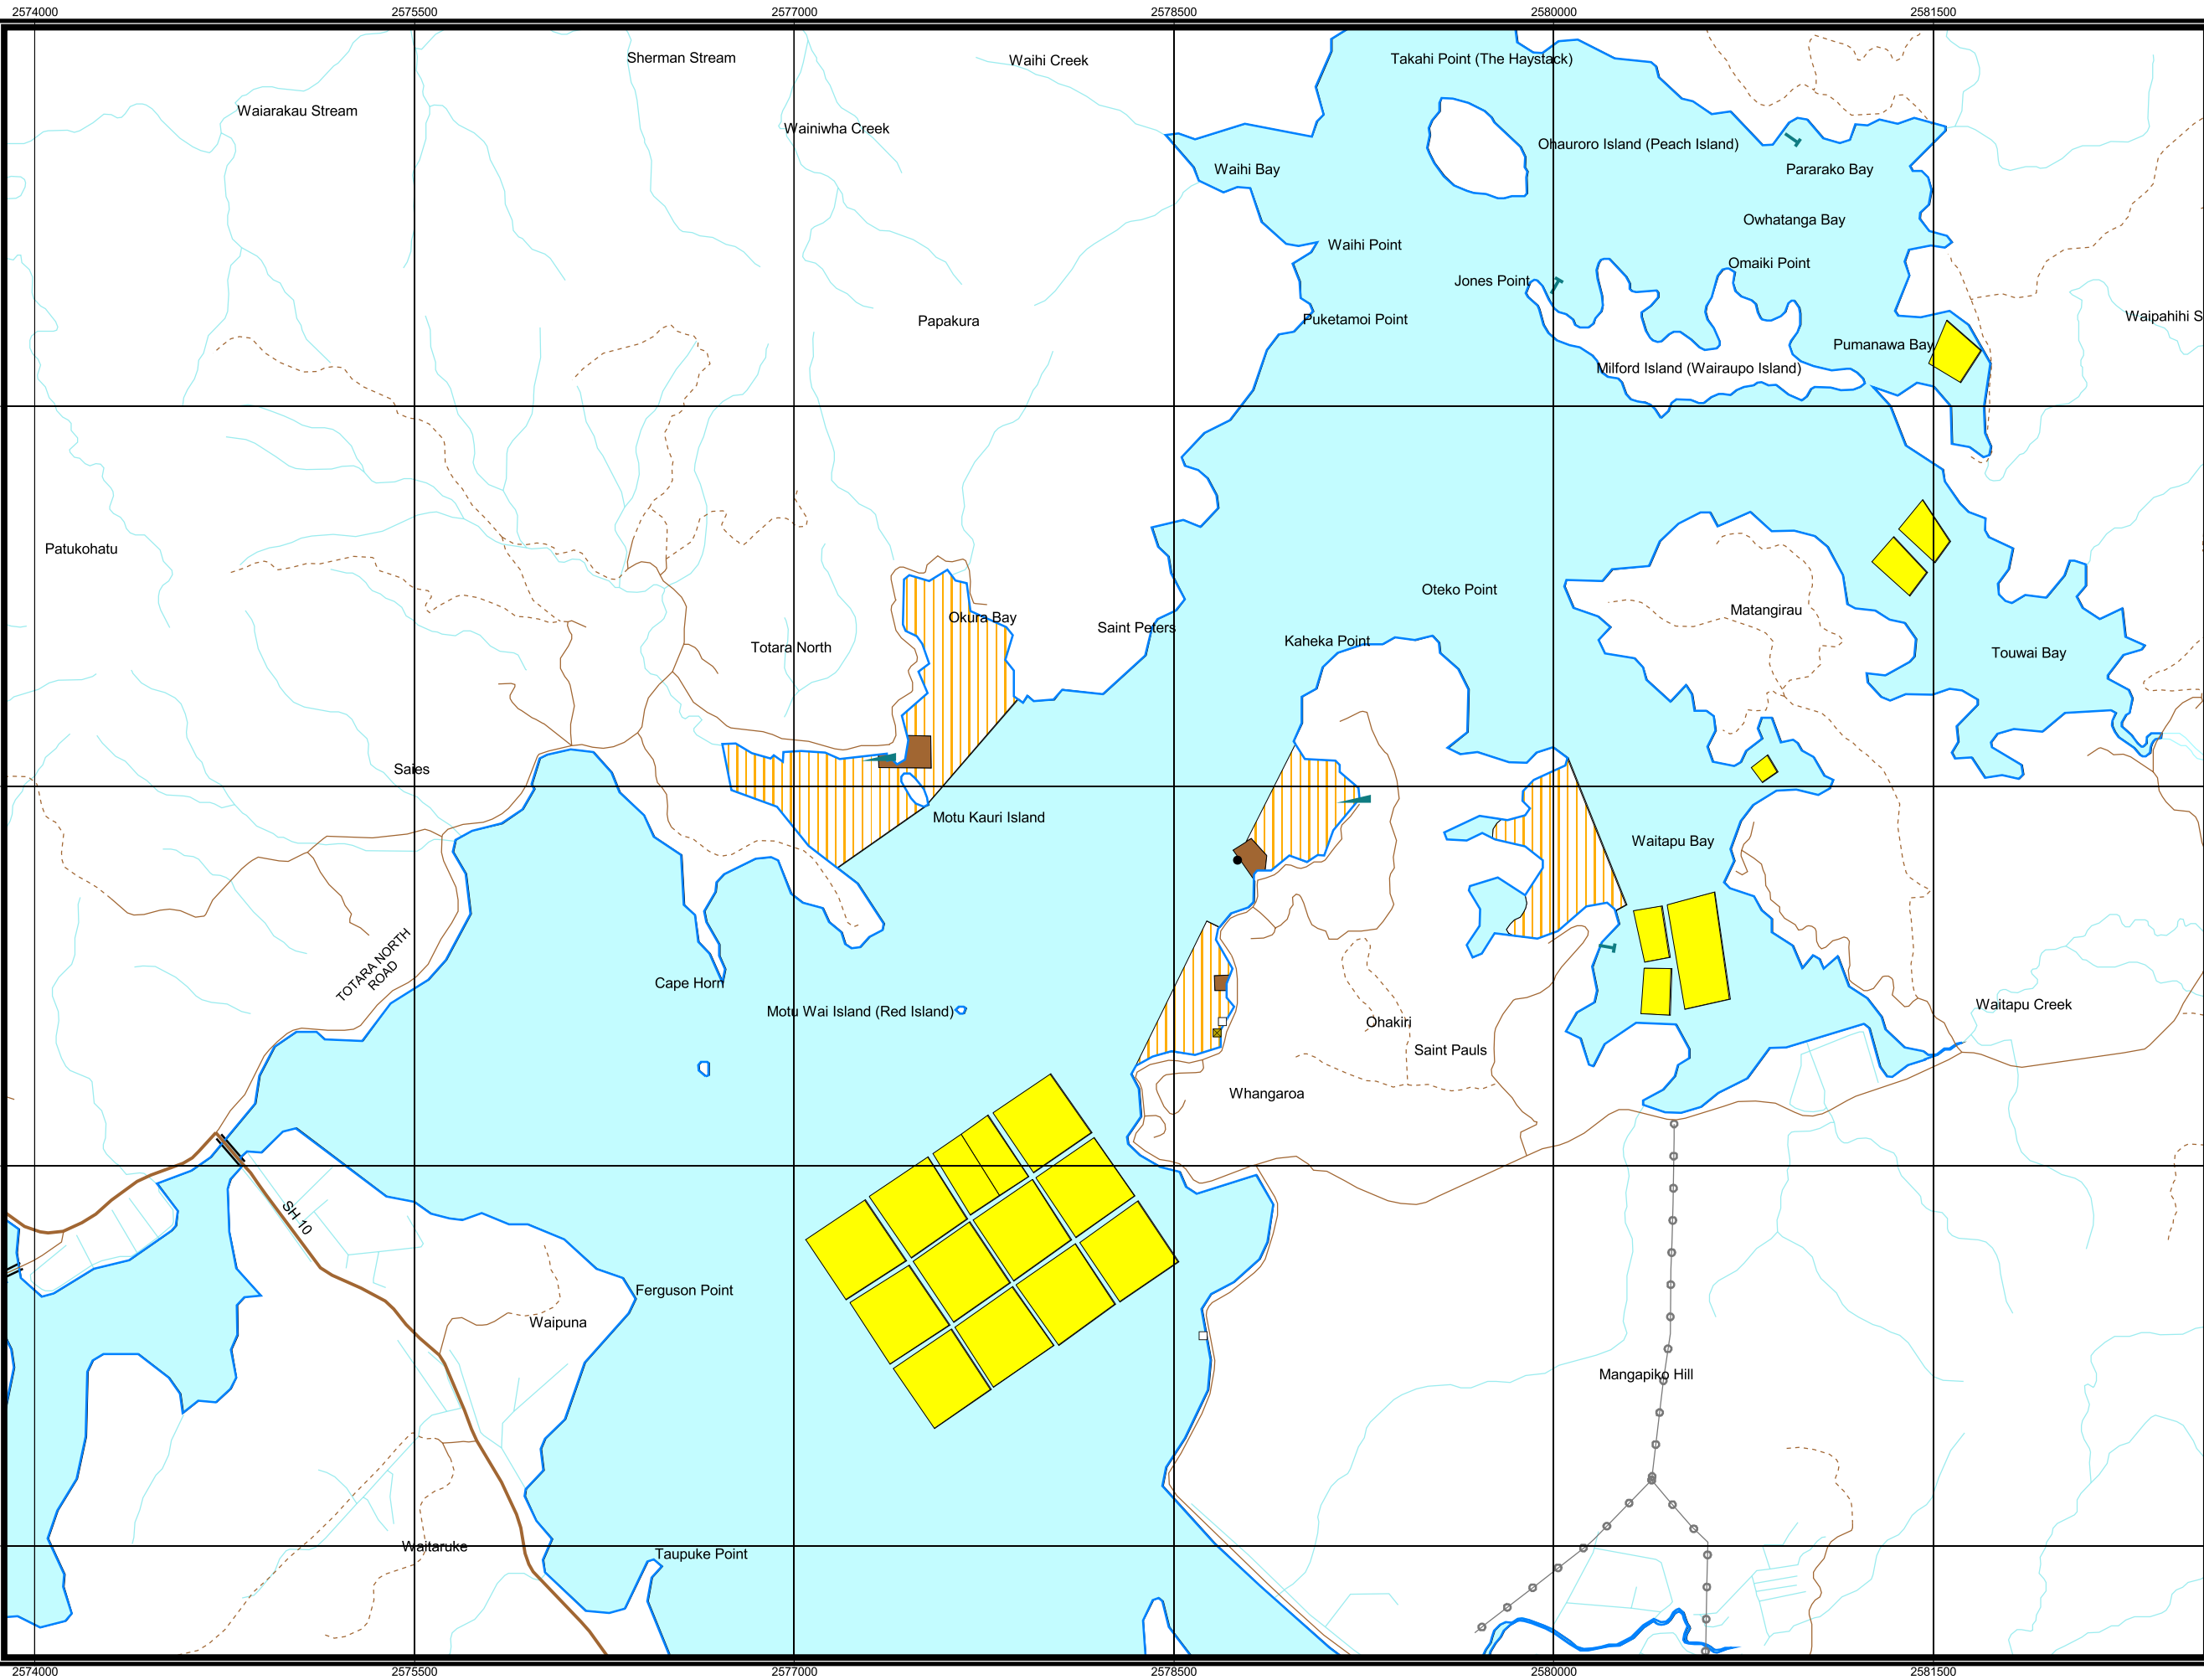 2574000 2575500 2577000 2578500 2580000 2581500
Sherman Stream
Waihi Creek
Takahi Point (The Haystack)
Waiarakau Stream
Wainiwha Creek
Ohauroro Island (Peach Island)
Waihi Bay
Pararako Bay
Owhatanga Bay
Waihi Point
Omaiki Point
Jones Point
Papakura
Puketamoi Point
Waipahihi S
Pumanawa Bay
Milford Island (Wairaupo Island)
Patukohatu
Oteko Point
Matangirau
Okura Bay
Saint Peters
Kaheka Point
Totara North
Touwai Bay
Saies
Motu Kauri Island
Waitapu Bay
TOTARA NORTH
ROAD
Cape Horn
Motu Wai Island (Red Island)
Waitapu Creek
Ohakiri
Saint Pauls
Whangaroa
SH 10
Ferguson Point
Waipuna
Mangapiko Hill
Waitaruke
Taupuke Point
2574000 2575500 2577000 2578500 2580000 2581500